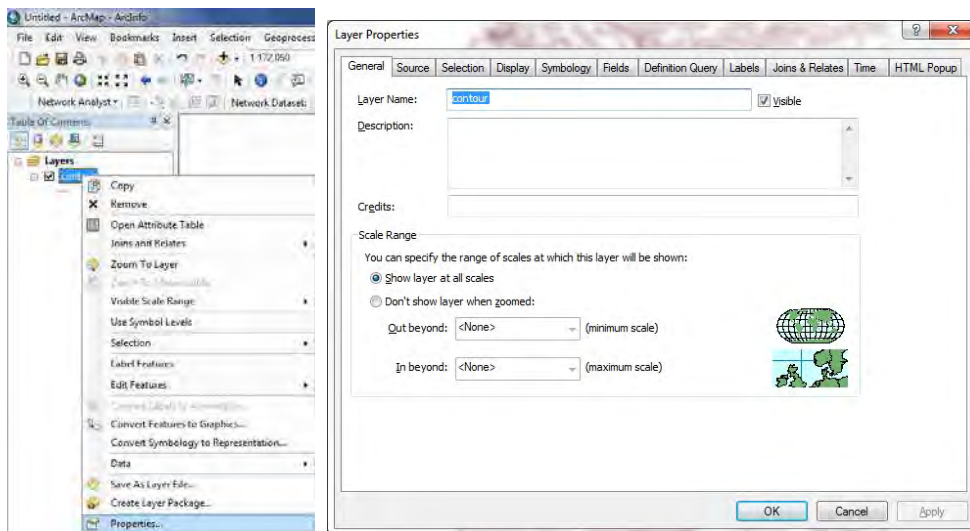 Untitled - ArcMap - ArcInfo
File Edit View Bookmarks Insert Selection Geoprocess
1:172,050
Network Analyst
Network Dataset:
Table Of Contents
Layers
Copy
Remove
Open Attribute Table
Joins and Relates
Zoom To Layer
Visible Scale Range
Use Symbol Levels
Selection
Label Features
Edit Features
Convert Features to Graphics...
Convert Symbology to Representation...
Data
Save As Layer File...
Create Layer Package...
Properties...
Layer Properties
General Source Selection Display Symbology Fields Definition Query Labels Joins & Relates Time HTML Popup
Layer Name: contour Visible
Description:
Credits:
Scale Range
You can specify the range of scales at which this layer will be shown:
Show layer at all scales
Don't show layer when zoomed:
Out beyond: <None> (minimum scale)
In beyond: <None> (maximum scale)
OK Cancel Apply